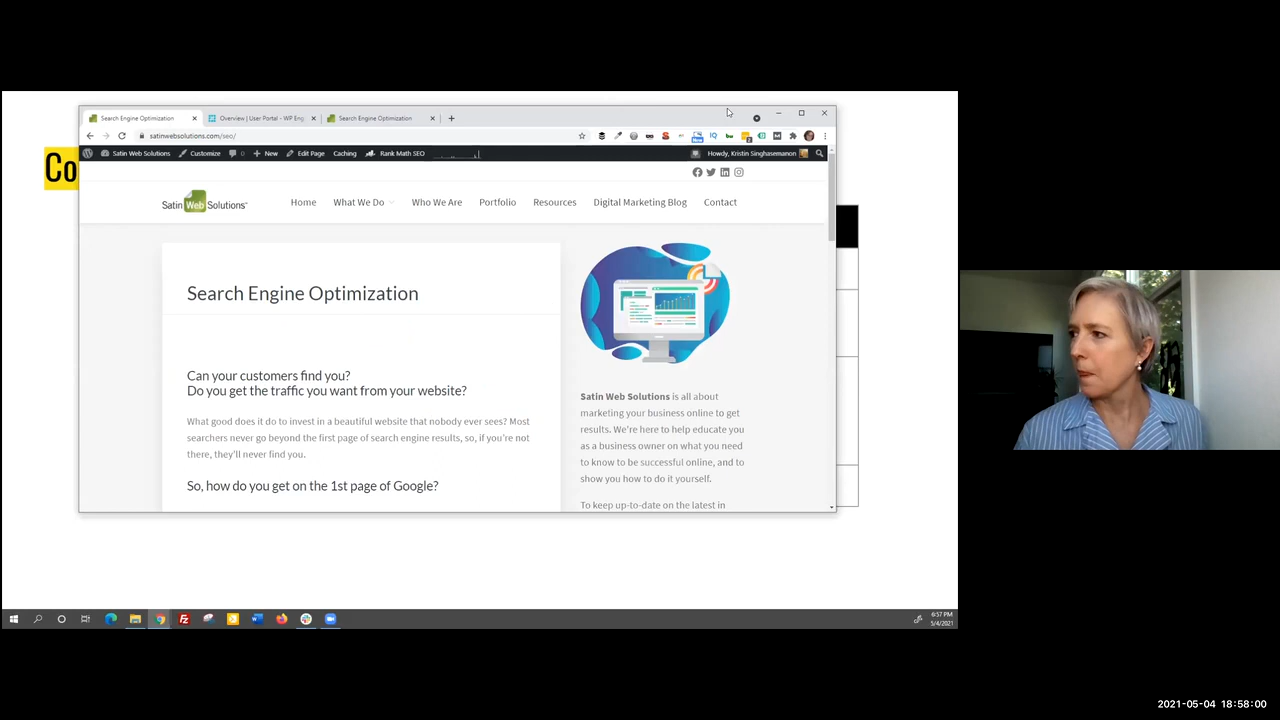 Search Engine Optimization
Overview | User Portal - WP Eng
Search Engine Optimization
satinwebsolutions.com/seo/
Satin Web Solutions
Customize
0
New
Edit Page
Caching
Rank Math SEO
Howdy, Kristin Singhasemanon
Co
Satin Web Solutions
Home
What We Do
Who We Are
Portfolio
Resources
Digital Marketing Blog
Contact
Search Engine Optimization
Can your customers find you?
Do you get the traffic you want from your website?
What good does it do to invest in a beautiful website that nobody ever sees? Most
searchers never go beyond the first page of search engine results, so, if you're not
there, they'll never find you.
So, how do you get on the 1st page of Google?
Satin Web Solutions is all about
marketing your business online to get
results. We're here to help educate you
as a business owner on what you need
to know to be successful online, and to
show you how to do it yourself.
To keep up-to-date on the latest in
6:57 PM
5/4/2021
2021-05-04 18:58:00